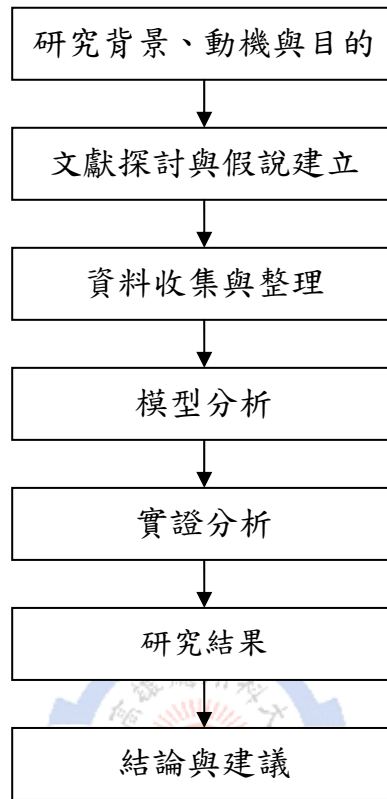 研究背景、動機與目的
文獻探討與假說建立
資料收集與整理
模型分析
實證分析
研究結果
結論與建議